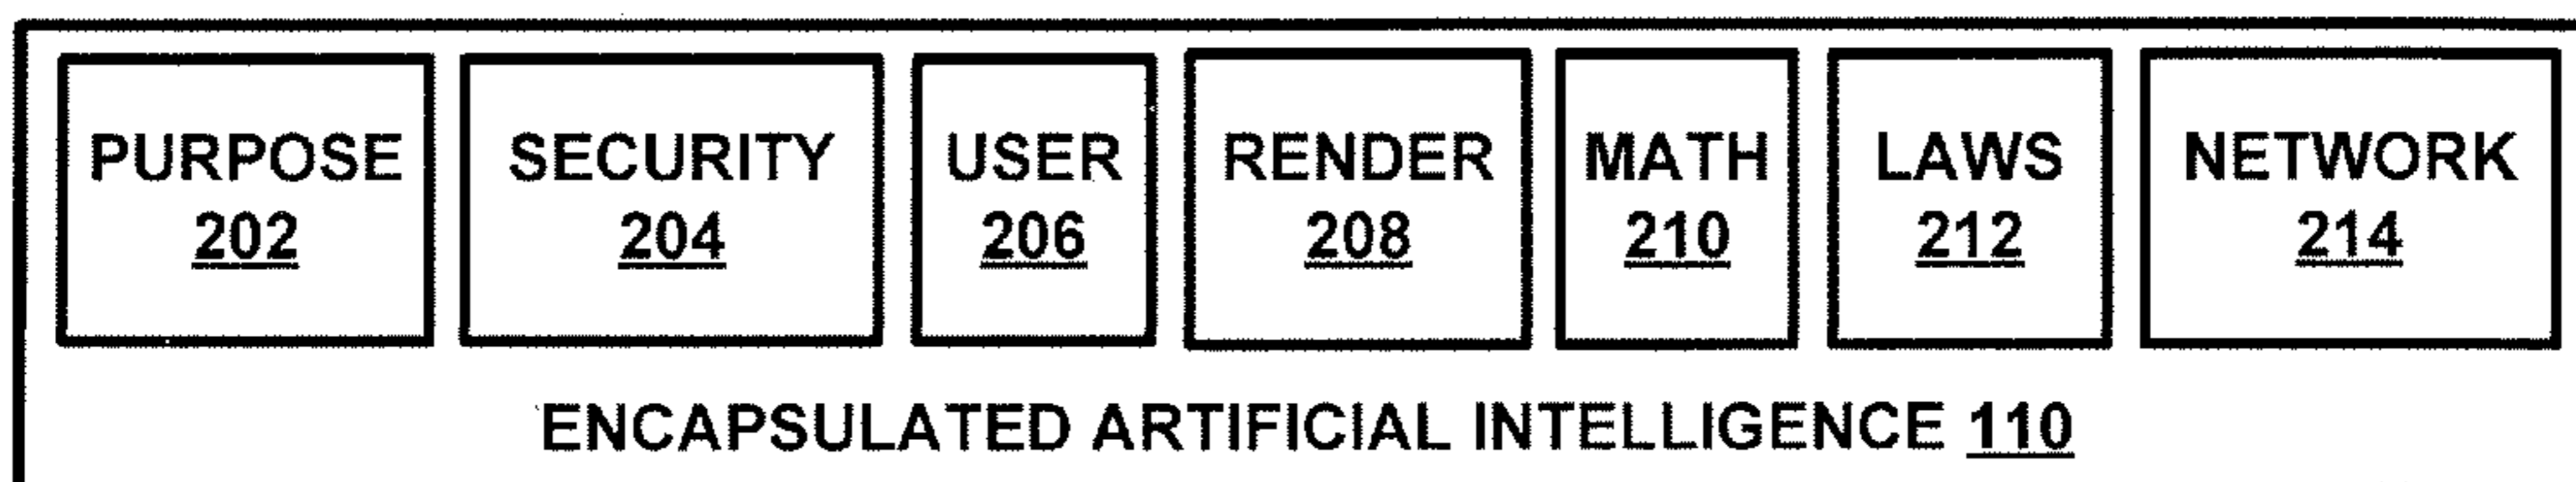 PURPOSE SECURITY USER RENDER MATH LAWS NETWORK
202 204 206 208 210 212 214
ENCAPSULATED ARTIFICIAL INTELLIGENCE 110